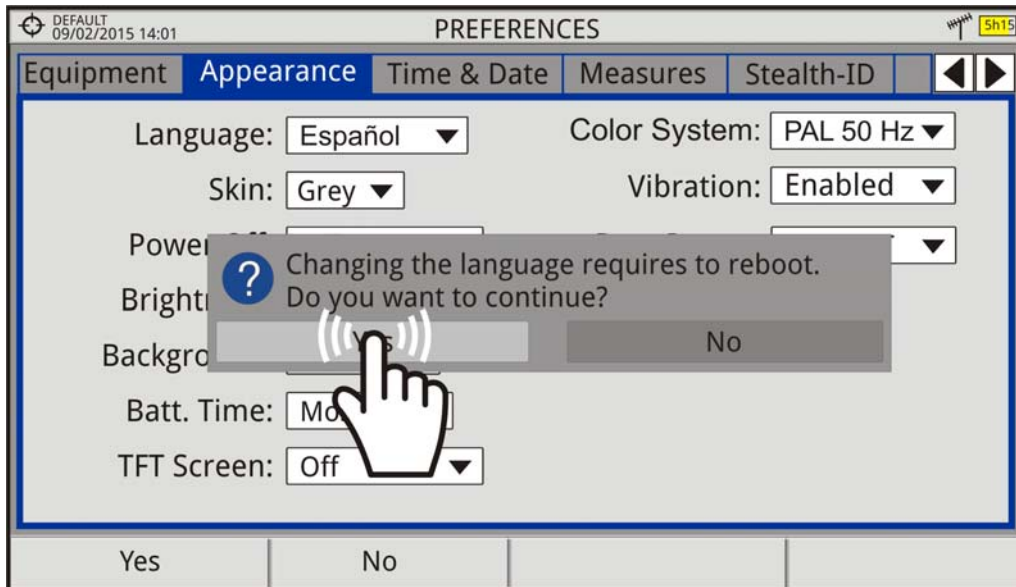 DEFAULT
09/02/2015 14:01
PREFERENCES
5h15
Equipment Appearance Time & Date Measures Stealth-ID
Language: Español
Color System: PAL 50 Hz
Skin: Grey
Vibration: Enabled
Changing the language requires to reboot.
Do you want to continue?
Yes No
Batt. Time:
TFT Screen: Off
Yes No